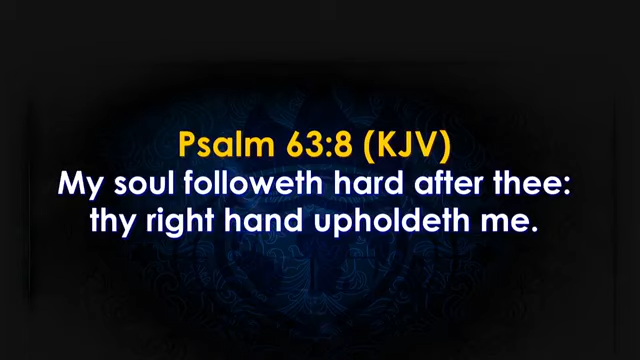 Psalm 63:8 (KJV)
My soul followeth hard after thee:
thy right hand upholdeth me.